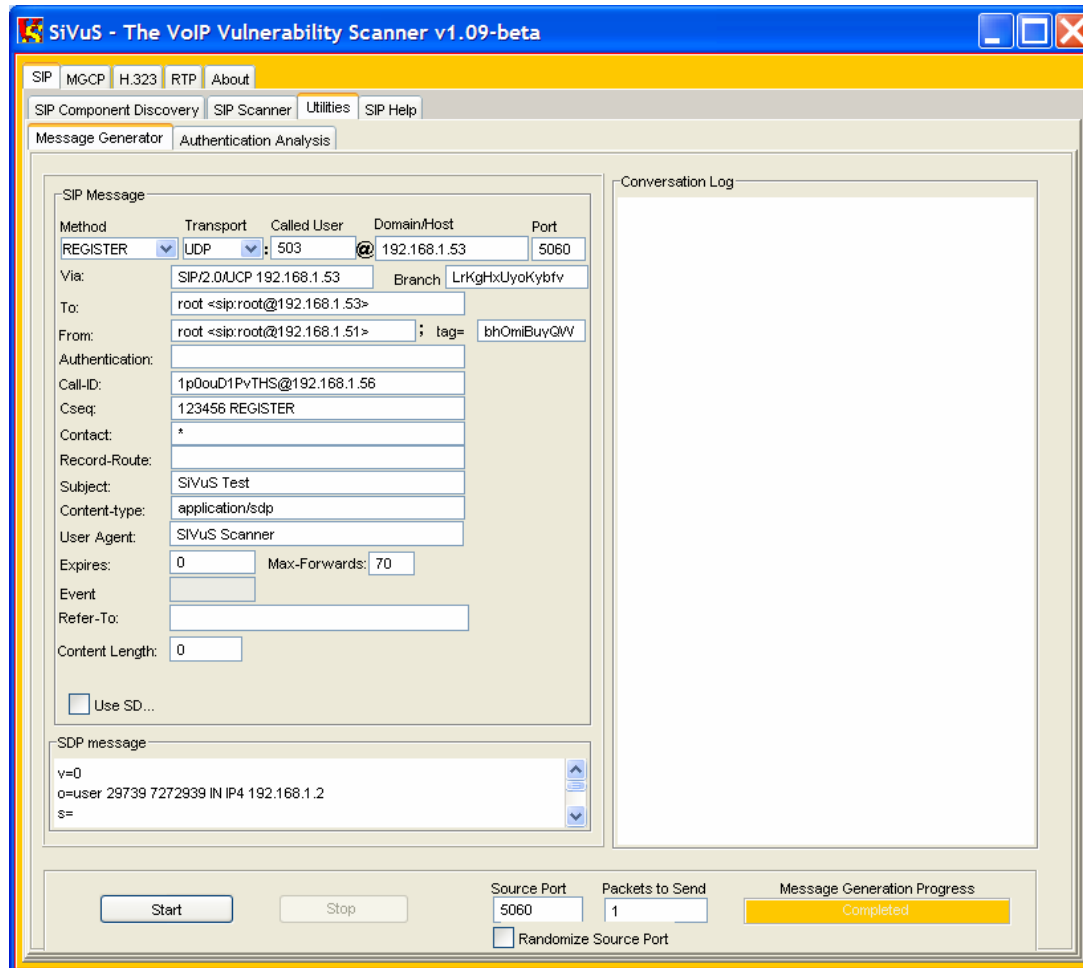 SiVuS - The VoIP Vulnerability Scanner v1.09-beta
SIP MGCP H.323 RTP About
SIP Component Discovery SIP Scanner Utilities SIP Help
Message Generator Authentication Analysis
SIP Message
Method Transport Called User Domain/Host Port
REGISTER UDP : 503 @ 192.168.1.53 5060
Via: SIP/2.0/UCP 192.168.1.53 Branch LrKgHxUyoKybfv
To: root <sip:root@192.168.1.53>
From: root <sip:root@192.168.1.51> ; tag= bhOmiBuyQW
Authentication:
Call-ID: 1p0ouD1PvTHS@192.168.1.56
Cseq: 123456 REGISTER
Contact: *
Record-Route:
Subject: SiVuS Test
Content-type: application/sdp
User Agent: SIVuS Scanner
Expires: 0 Max-Forwards: 70
Event
Refer-To:
Content Length: 0
Use SD...
SDP message
v=0
o=user 29739 7272939 IN IP4 192.168.1.2
s=
Conversation Log
Start Stop
Source Port Packets to Send Message Generation Progress
5060 1 Completed
Randomize Source Port